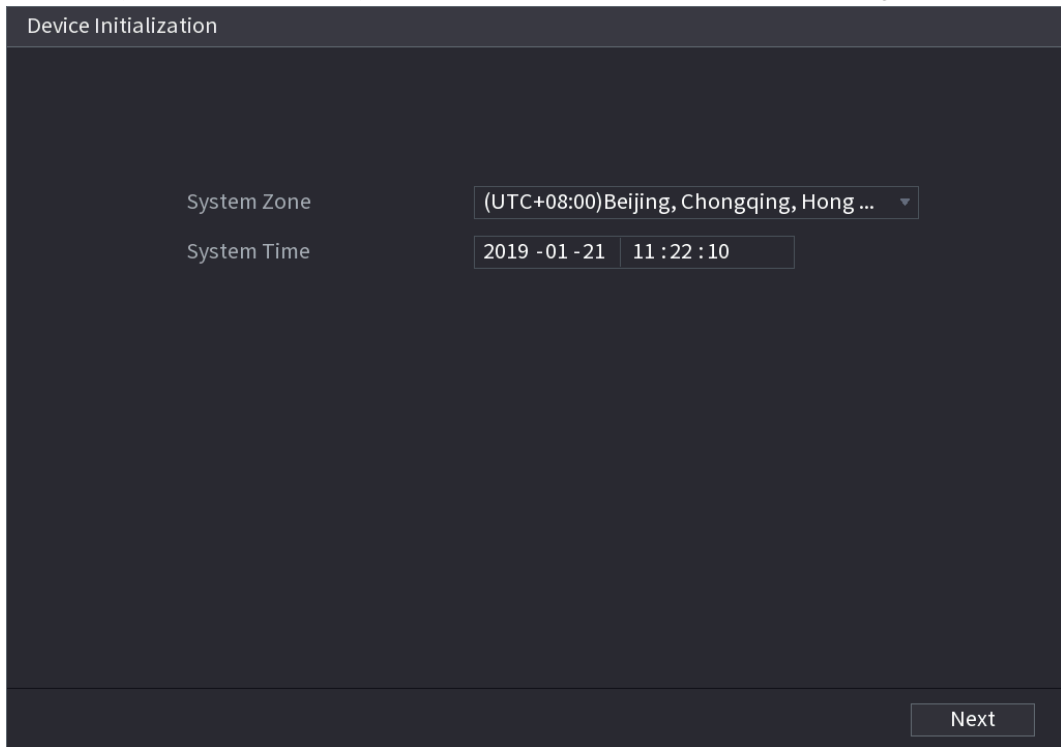 Device Initialization
System Zone (UTC+08:00)Beijing, Chongqing, Hong ...
System Time 2019 -01 -21 11 :22 :10
Next